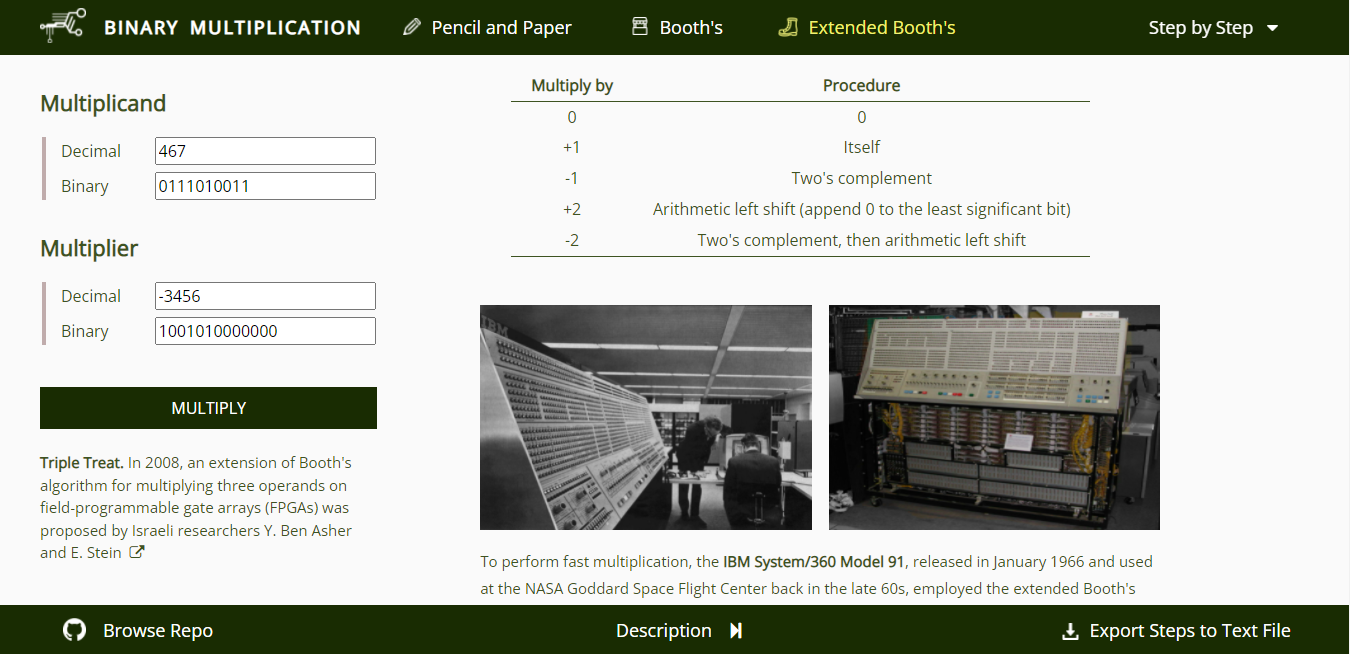 BINARY MULTIPLICATION
Pencil and Paper
Booth's
Extended Booth's
Step by Step
Multiplicand
Decimal 467
Binary 0111010011
Multiplier
Decimal -3456
Binary 1001010000000
MULTIPLY
Triple Treat. In 2008, an extension of Booth's
algorithm for multiplying three operands on
field-programmable gate arrays (FPGAs) was
proposed by Israeli researchers Y. Ben Asher
and E. Stein
Multiply by Procedure
0 0
+1 Itself
-1 Two's complement
+2 Arithmetic left shift (append 0 to the least significant bit)
-2 Two's complement, then arithmetic left shift
IBM
To perform fast multiplication, the IBM System/360 Model 91, released in January 1966 and used
at the NASA Goddard Space Flight Center back in the late 60s, employed the extended Booth's
Browse Repo
Description
Export Steps to Text File